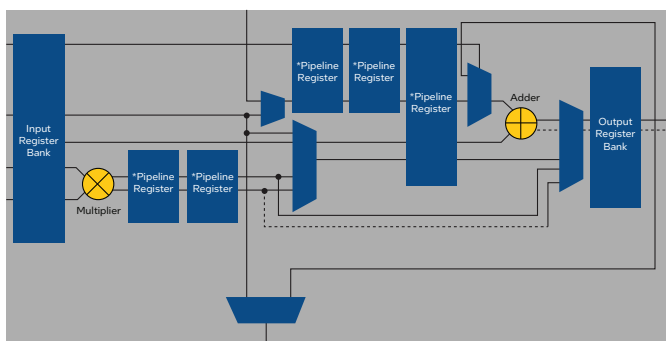 *Pipeline
Register
*Pipeline
Register
*Pipeline
Register
Adder
Input
Register
Bank
Output
Register
Bank
*Pipeline
Register
*Pipeline
Register
Multiplier